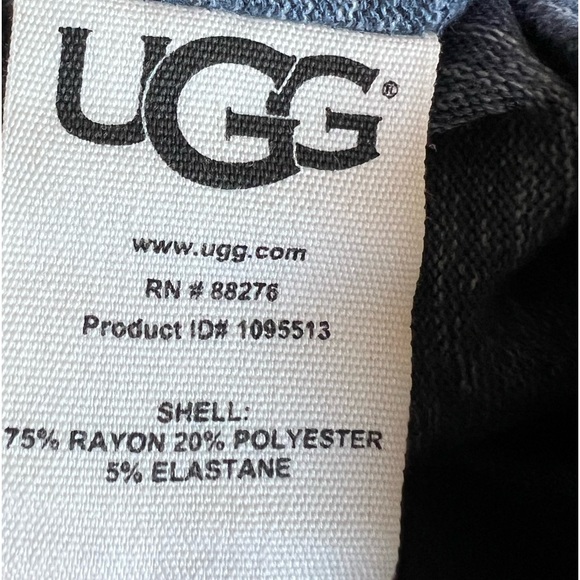 UGG®
www.ugg.com
RN # 88276
Product ID# 1095513
SHELL:
75% RAYON 20% POLYESTER
5% ELASTANE